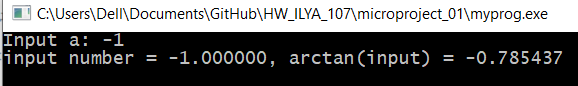 C:\Users\Dell\Documents\GitHub\HW_ILYA_107\microproject_01\myprog.exe
Input a: -1
input number = -1.000000, arctan(input) = -0.785437